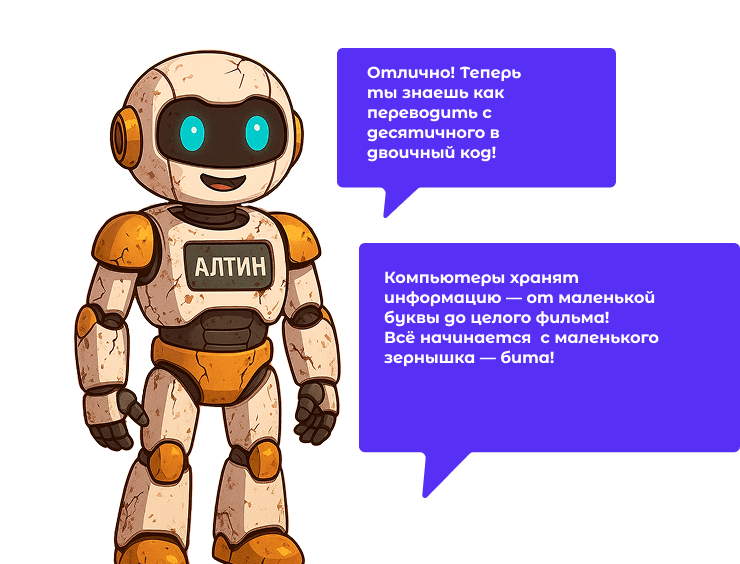 Отлично! Теперь
ты знаешь как
переводить с
десятичного в
двоичный код!
АЛТИН
Компьютеры хранят
информацию — от маленькой
буквы до целого фильма!
Всё начинается  с маленького
зернышка — бита!